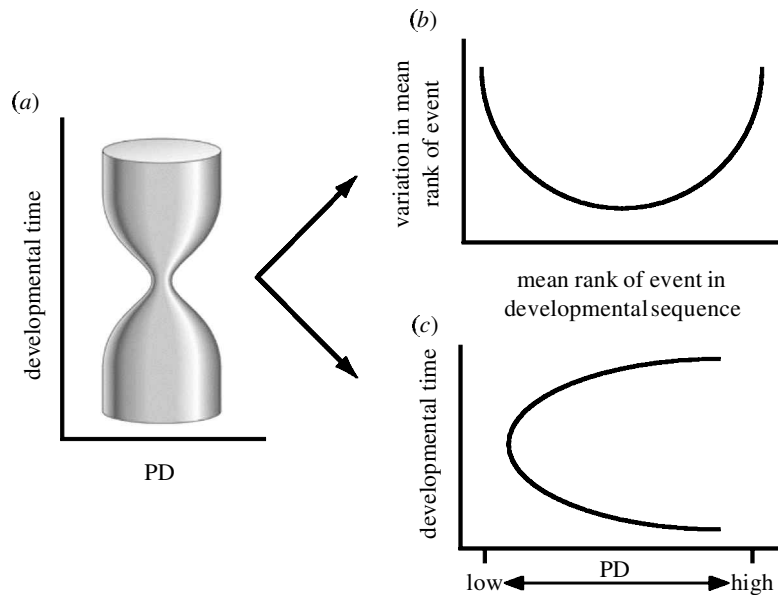 (a)
developmental time
PD
(b)
variation in mean
rank of event
mean rank of event in
developmental sequence
(c)
developmental time
low
PD
high